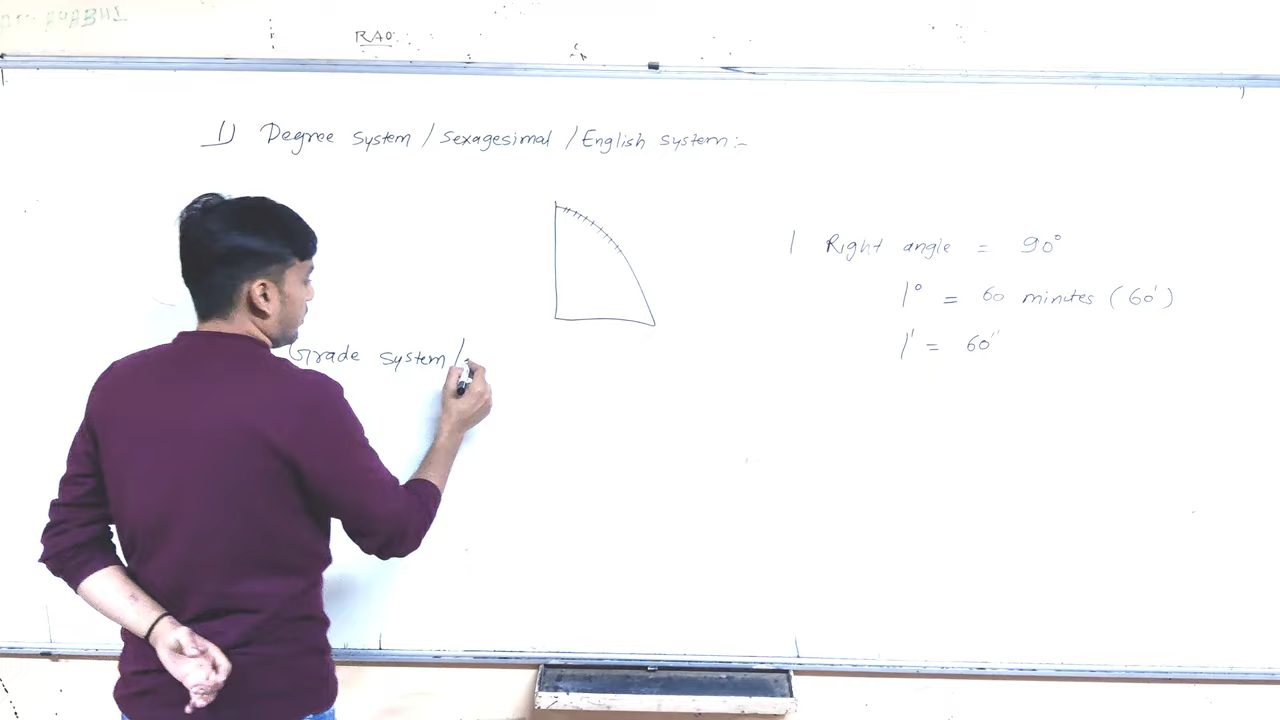 RAO
1) Degree system / Sexagesimal / English system :-
1 Right angle = 90°
1° = 60 minutes (60')
1' = 60"
Grade system /